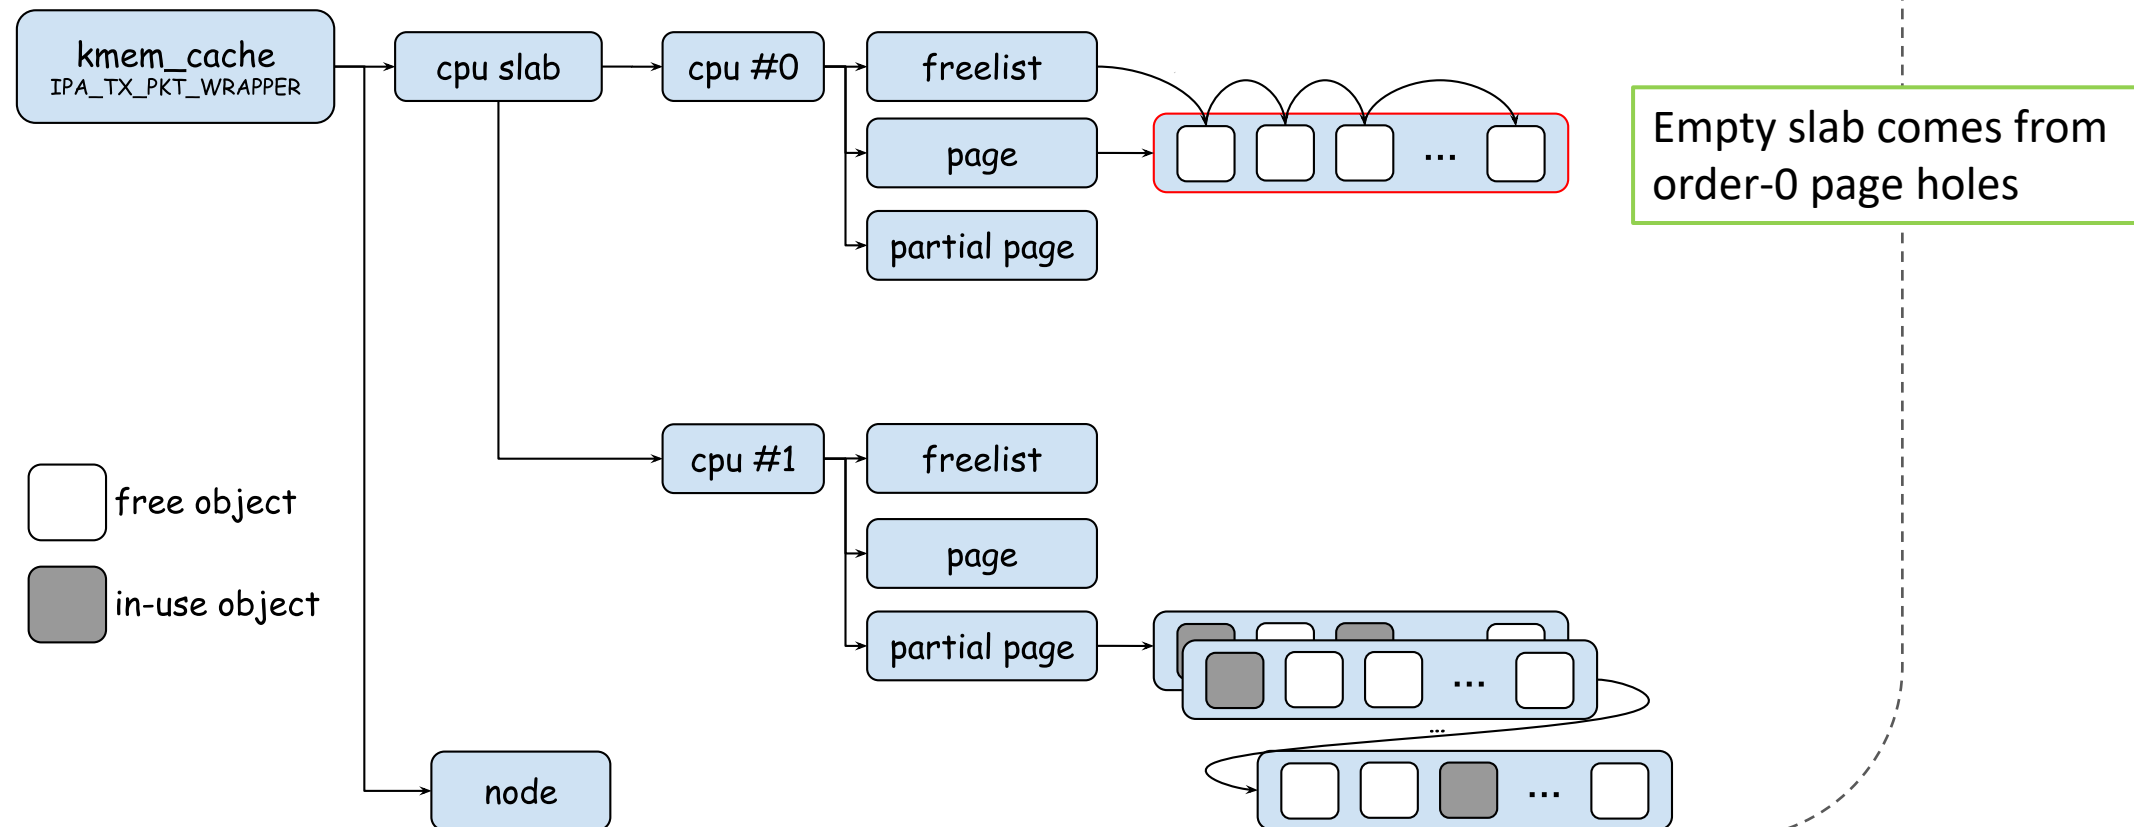 kmem_cache
IPA_TX_PKT_WRAPPER
cpu slab
cpu #0
freelist
page
...
partial page
Empty slab comes from
order-0 page holes
cpu #1
freelist
page
partial page
...
...
...
free object
in-use object
node